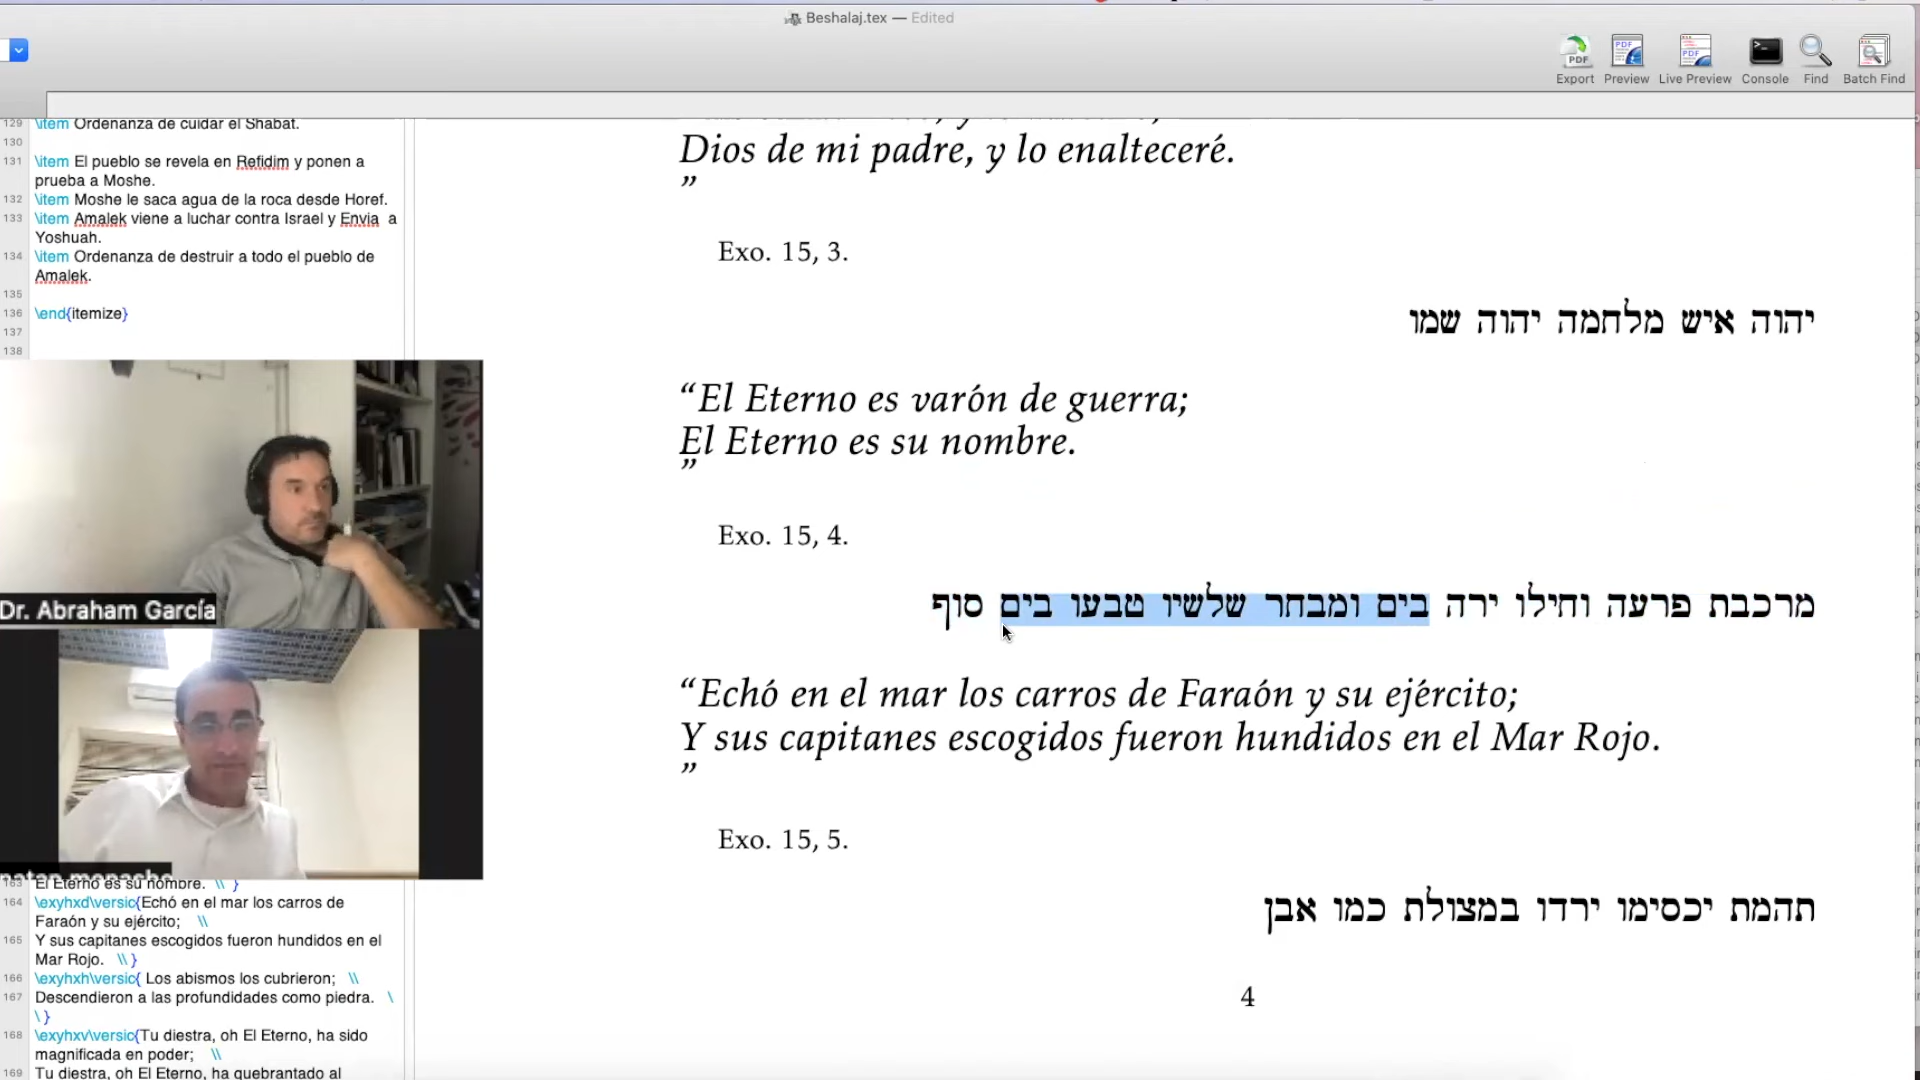 Beshalaj.tex — Edited
Export Preview Live Preview Console Find Batch Find
129 \item Ordenanza de cuidar el Shabat.
130
131 \item El pueblo se revela en Refidim y ponen a
prueba a Moshe.
132 \item Moshe le saca agua de la roca desde Horef.
133 \item Amalek viene a luchar contra Israel y Envia a
Yoshuah.
134 \item Ordenanza de destruir a todo el pueblo de
Amalek.
135
136 \end{itemize}
137
138
Dr. Abraham García
163 El Eterno es su nombre. \\ }
164 \exyhxd\versic{Echó en el mar los carros de
Faraón y su ejército; \\
165 Y sus capitanes escogidos fueron hundidos en el
Mar Rojo. \\ }
166 \exyhxh\versic{ Los abismos los cubrieron; \\
167 Descendieron a las profundidades como piedra. \
\ }
168 \exyhxv\versic{Tu diestra, oh El Eterno, ha sido
magnificada en poder; \\
169 Tu diestra, oh El Eterno, ha quebrantado al
Dios de mi padre, y lo enalteceré.
”
Exo. 15, 3.
יהוה איש מלחמה יהוה שמו
“El Eterno es varón de guerra;
El Eterno es su nombre.
”
Exo. 15, 4.
מרכבת פרעה וחילו ירה בים ומבחר שלשיו טבעו בים סוף
“Echó en el mar los carros de Faraón y su ejército;
Y sus capitanes escogidos fueron hundidos en el Mar Rojo.
”
Exo. 15, 5.
תהמת יכסימו ירדו במצולת כמו אבן
4